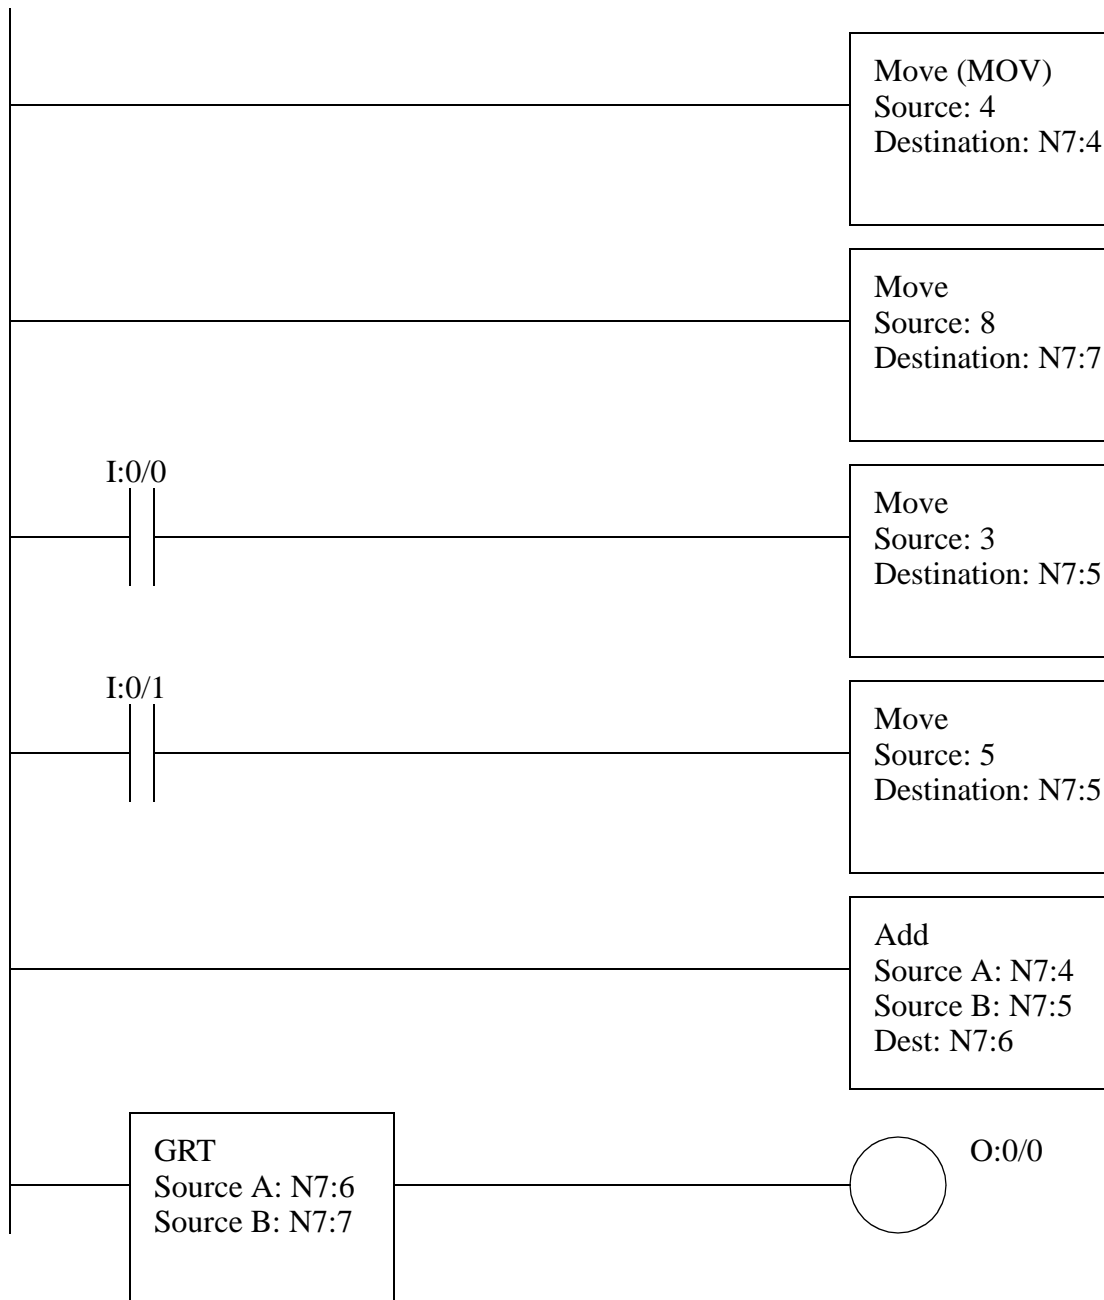 Move (MOV)
Source: 4
Destination: N7:4
Move
Source: 8
Destination: N7:7
I:0/0
Move
Source: 3
Destination: N7:5
I:0/1
Move
Source: 5
Destination: N7:5
Add
Source A: N7:4
Source B: N7:5
Dest: N7:6
GRT
Source A: N7:6
Source B: N7:7
O:0/0